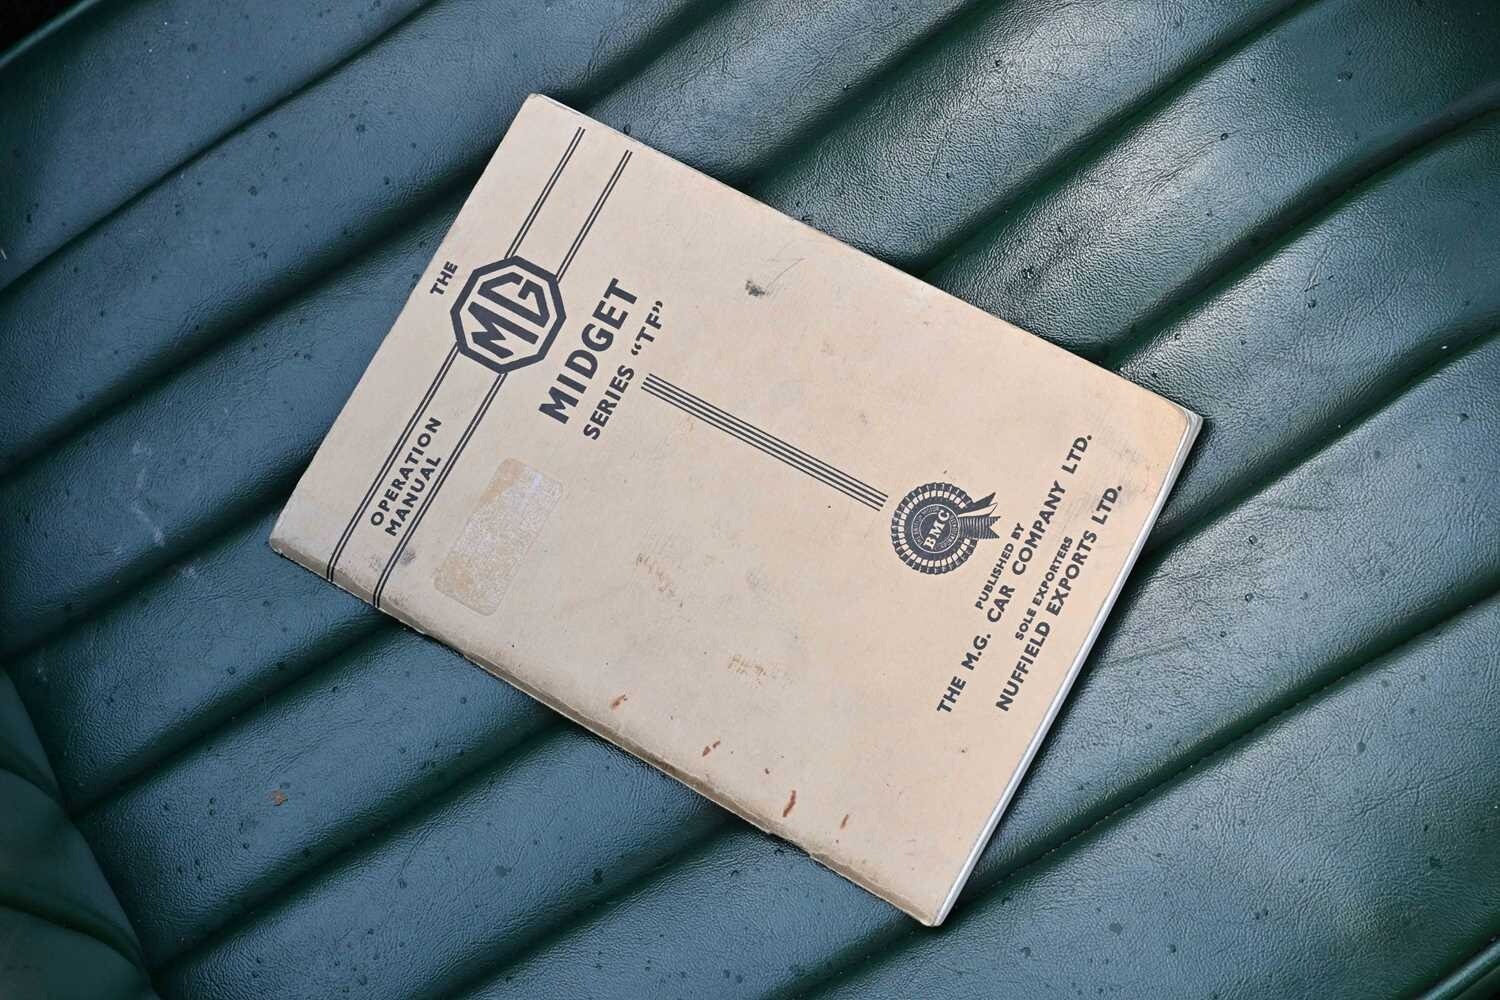 THE
MG
MIDGET
SERIES “TF”
OPERATION
MANUAL
BMC
PUBLISHED BY
THE M.G. CAR COMPANY LTD.
SOLE EXPORTERS
NUFFIELD EXPORTS LTD.